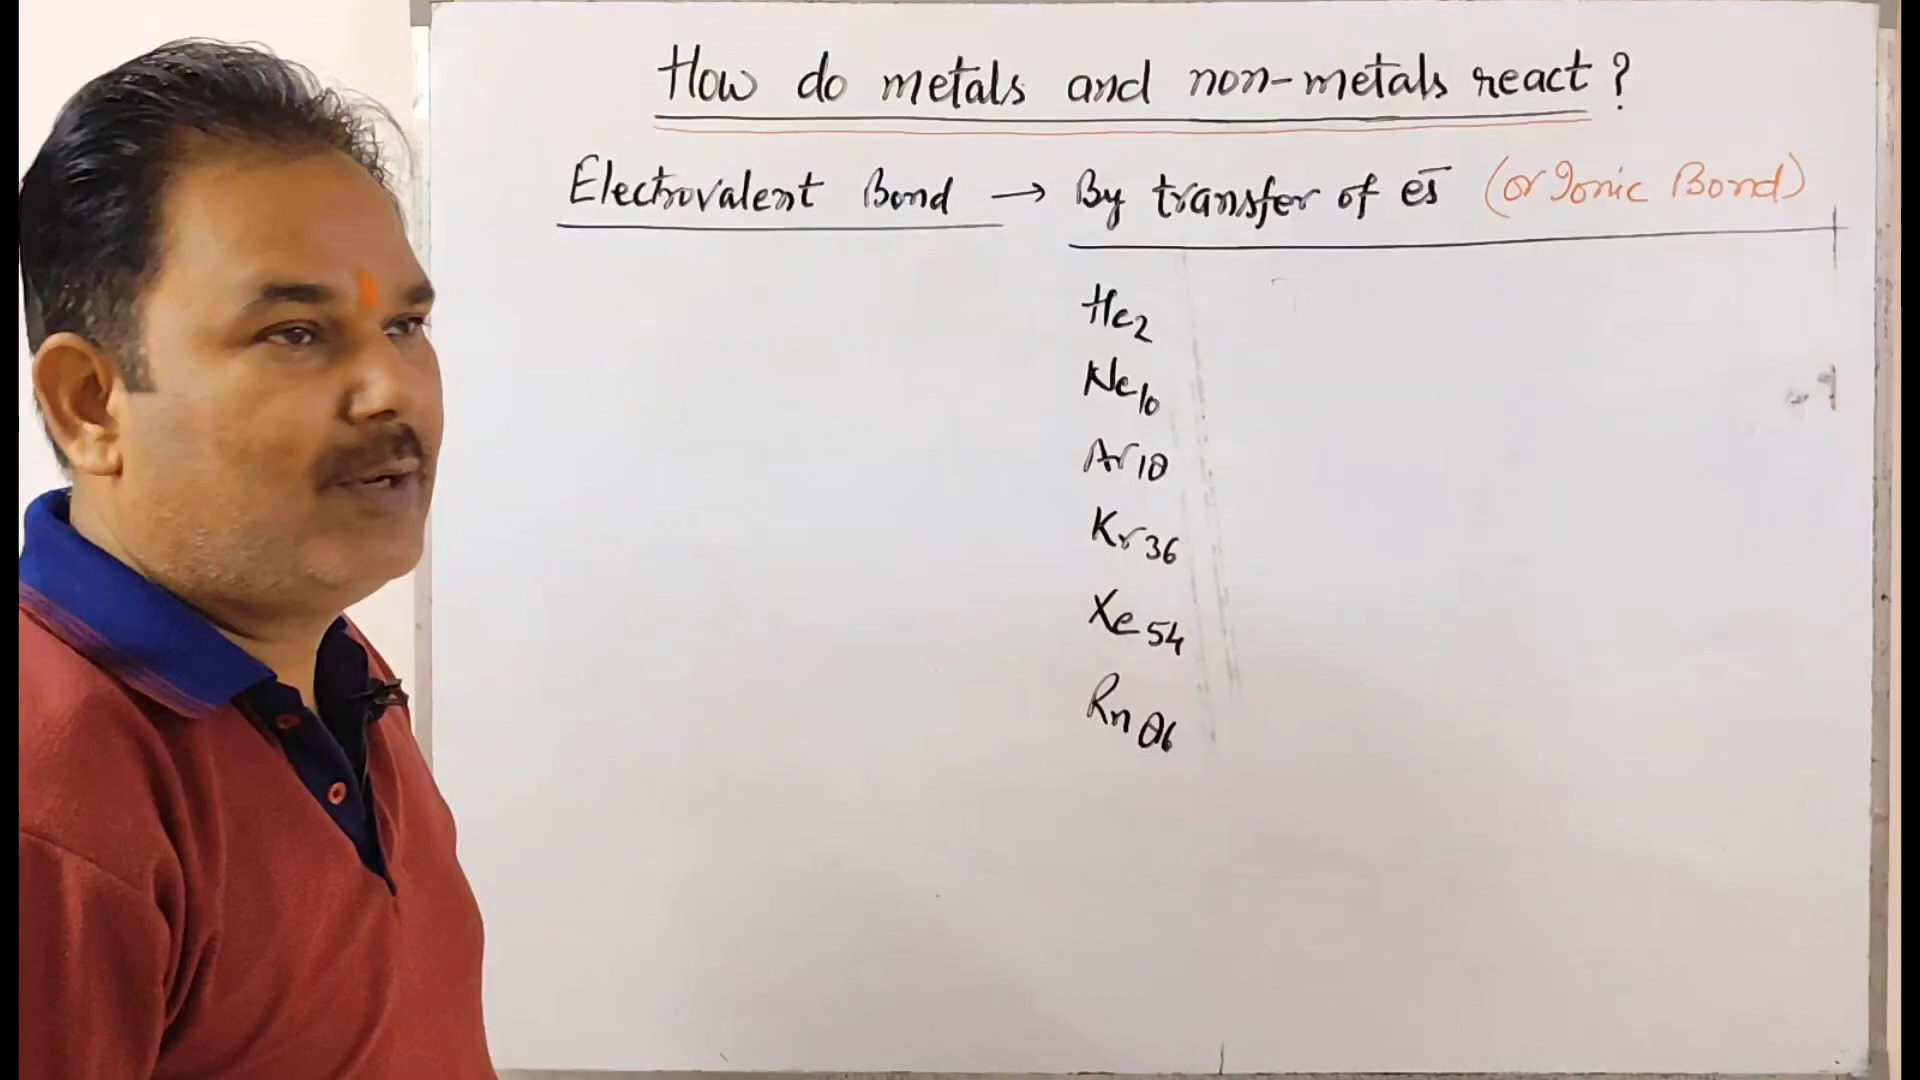 How do metals and non-metals react?
Electrovalent Bond → By transfer of es̄ (or Ionic Bond)
He2
Ne10
Ar18
Kr36
Xe54
Rn86